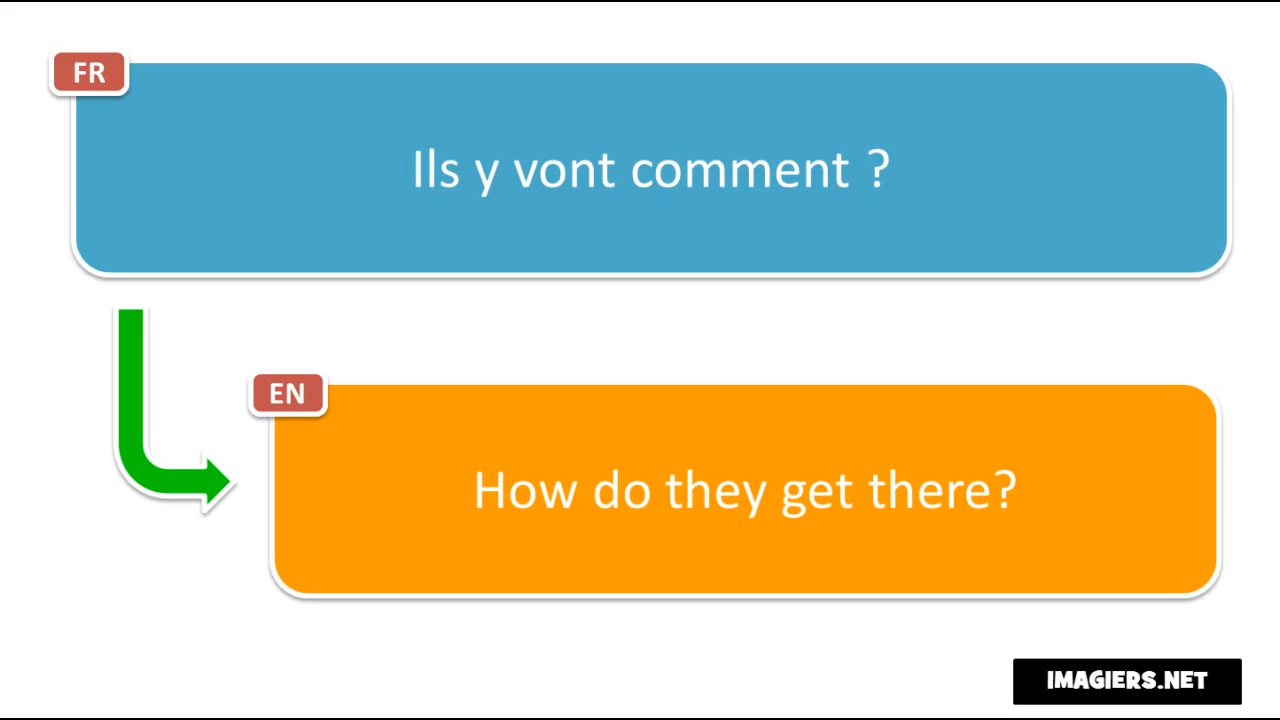 FR
Ils y vont comment ?
EN
How do they get there?
IMAGIERS.NET